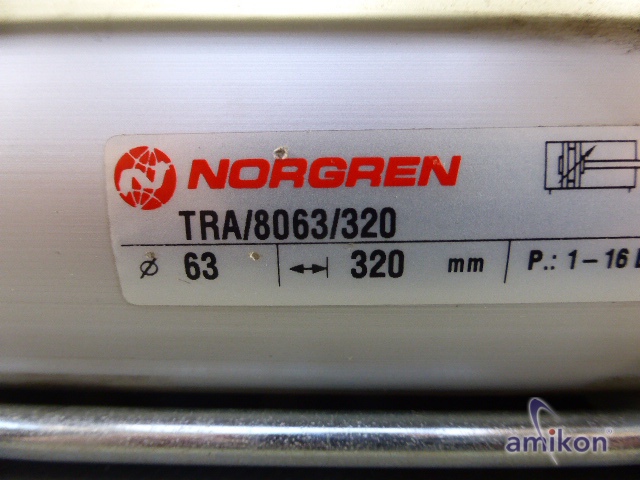 NORGREN
TRA/8063/320
⌀ 63 320 mm P.: 1-16
amikon